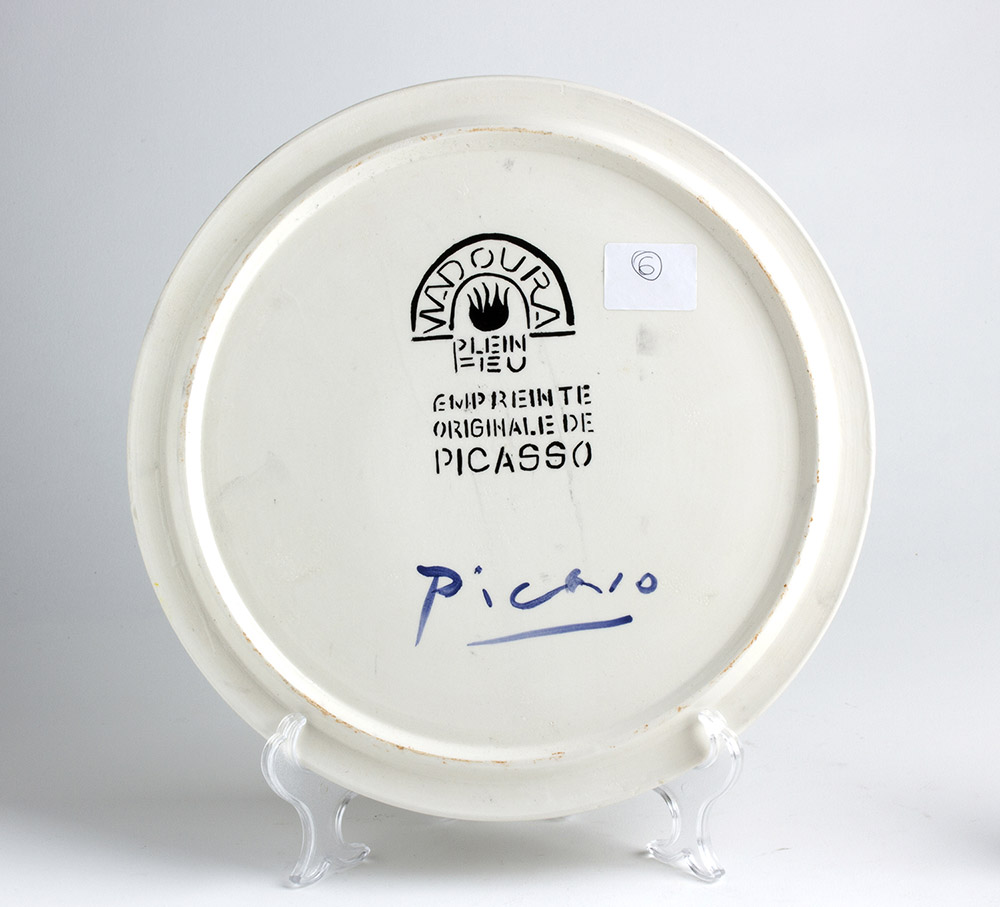 MADOURA
PLEIN
FEU
6
EMPREINTE
ORIGINALE DE
PICASSO
Picasso